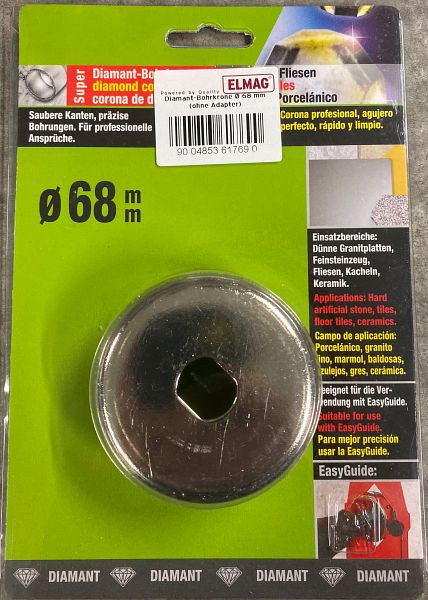 Super
Diamant-Bohrk
diamond co
corona de d
Fliesen
les
Porcelánico
Powered by Quality
ELMAG
Diamant-Bohrkrone Ø 68 mm
(ohne Adapter)
90 04853 61769 0
Saubere Kanten, präzise
Bohrungen. Für professionelle
Ansprüche.
Corona profesional, agujero
perfecto, rápido y limpio.
ø 68 mm
Einsatzbereiche:
Dünne Granitplatten,
Feinsteinzeug,
Fliesen, Kacheln,
Keramik.
Applications: Hard
artificial stone, tiles,
floor tiles, ceramics.
Campo de aplicación:
Porcelánico, granito
fino, marmol, baldosas,
azulejos, gres, cerámica.
Geeignet für die Ver-
wendung mit EasyGuide.
Suitable for use
with EasyGuide.
Para mejor precisión
usar la EasyGuide.
EasyGuide:
DIAMANT DIAMANT DIAMANT DIAMANT